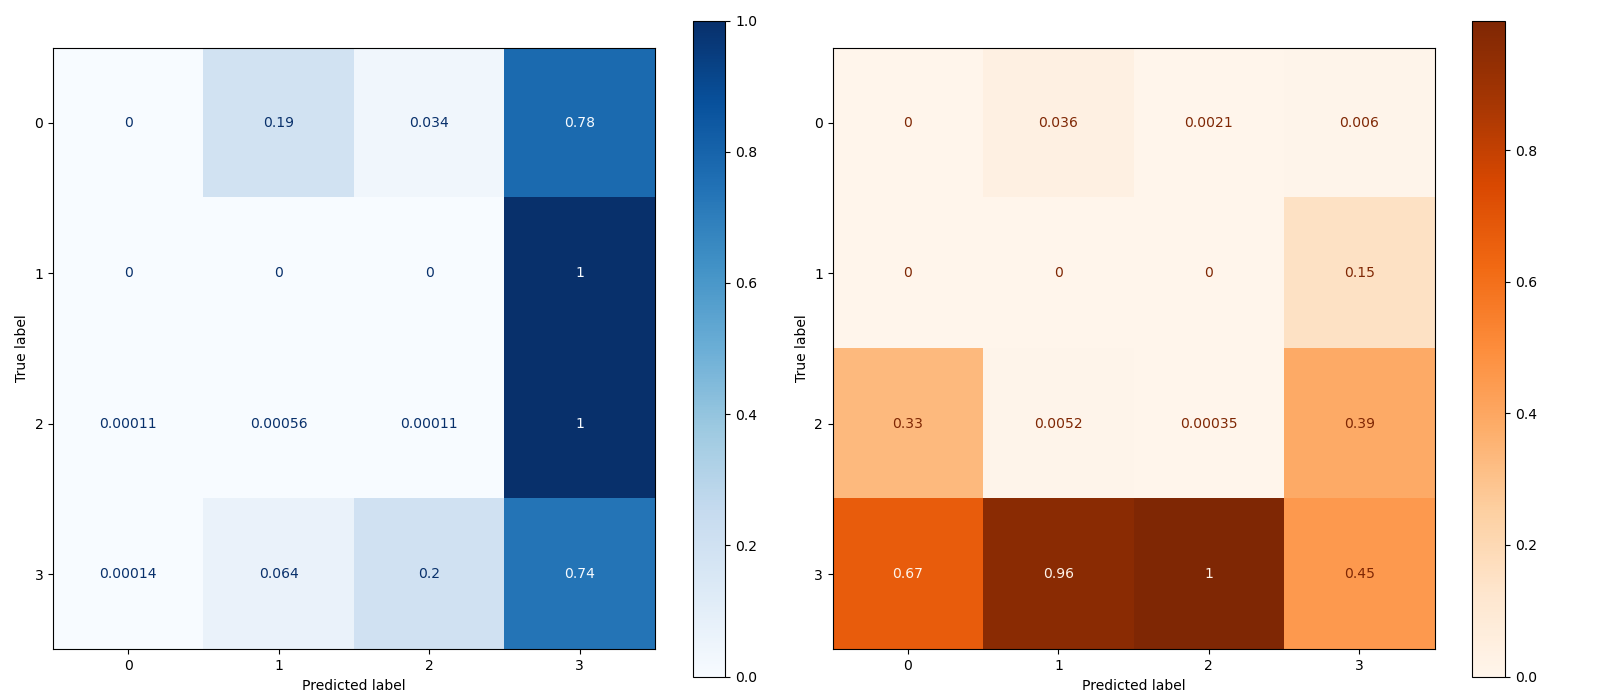 1.0
0.8
0.6
0.4
0.2
0.0
0 0 0.19 0.034 0.78
1 0 0 0 1
2 0.00011 0.00056 0.00011 1
3 0.00014 0.064 0.2 0.74
0 1 2 3
True label
Predicted label
0.8
0.6
0.4
0.2
0.0
0 0 0.036 0.0021 0.006
1 0 0 0 0.15
2 0.33 0.0052 0.00035 0.39
3 0.67 0.96 1 0.45
0 1 2 3
True label
Predicted label